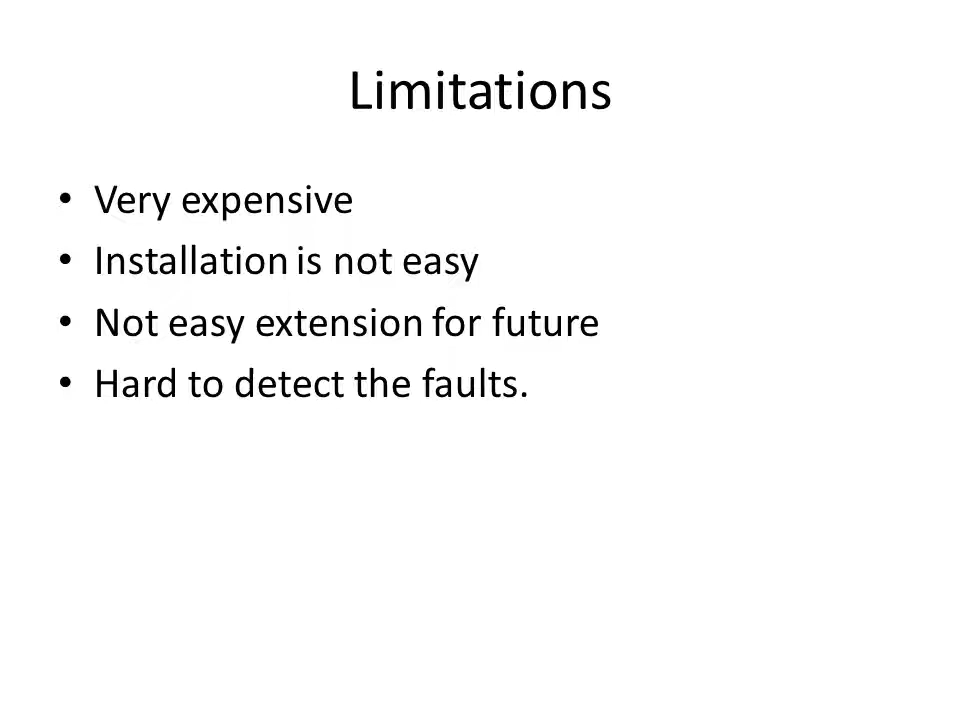 Limitations
• Very expensive
• Installation is not easy
• Not easy extension for future
• Hard to detect the faults.